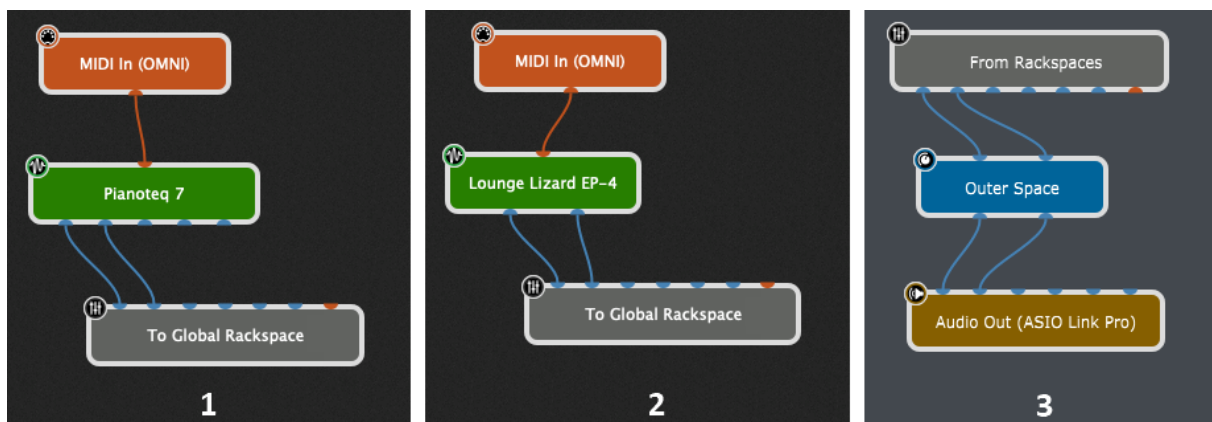 MIDI In (OMNI)
Pianoteq 7
To Global Rackspace
1
MIDI In (OMNI)
Lounge Lizard EP-4
To Global Rackspace
2
From Rackspaces
Outer Space
Audio Out (ASIO Link Pro)
3